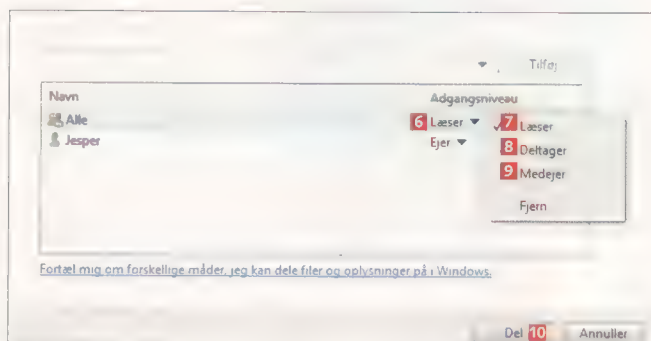 Tilføj
Navn Adgangsniveau
Alle 6 Læser 7 Læser
Jesper Ejer 8 Deltager
9 Medejer
Fjern
Fortæl mig om forskellige måder, jeg kan dele filer og oplysninger på i Windows.
Del 10 Annuller